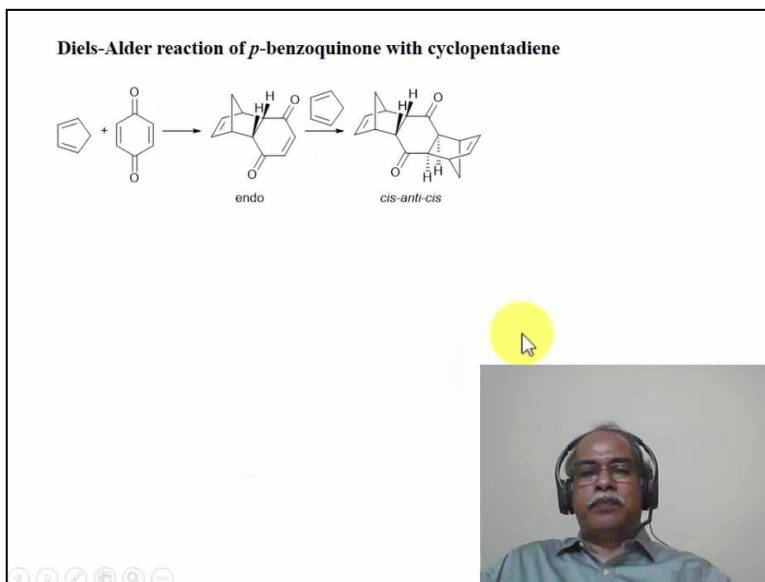 Diels-Alder reaction of p-benzoquinone with cyclopentadiene
O
+
O
H
H
O
O
H
H
O
O
H
H
endo
cis-anti-cis